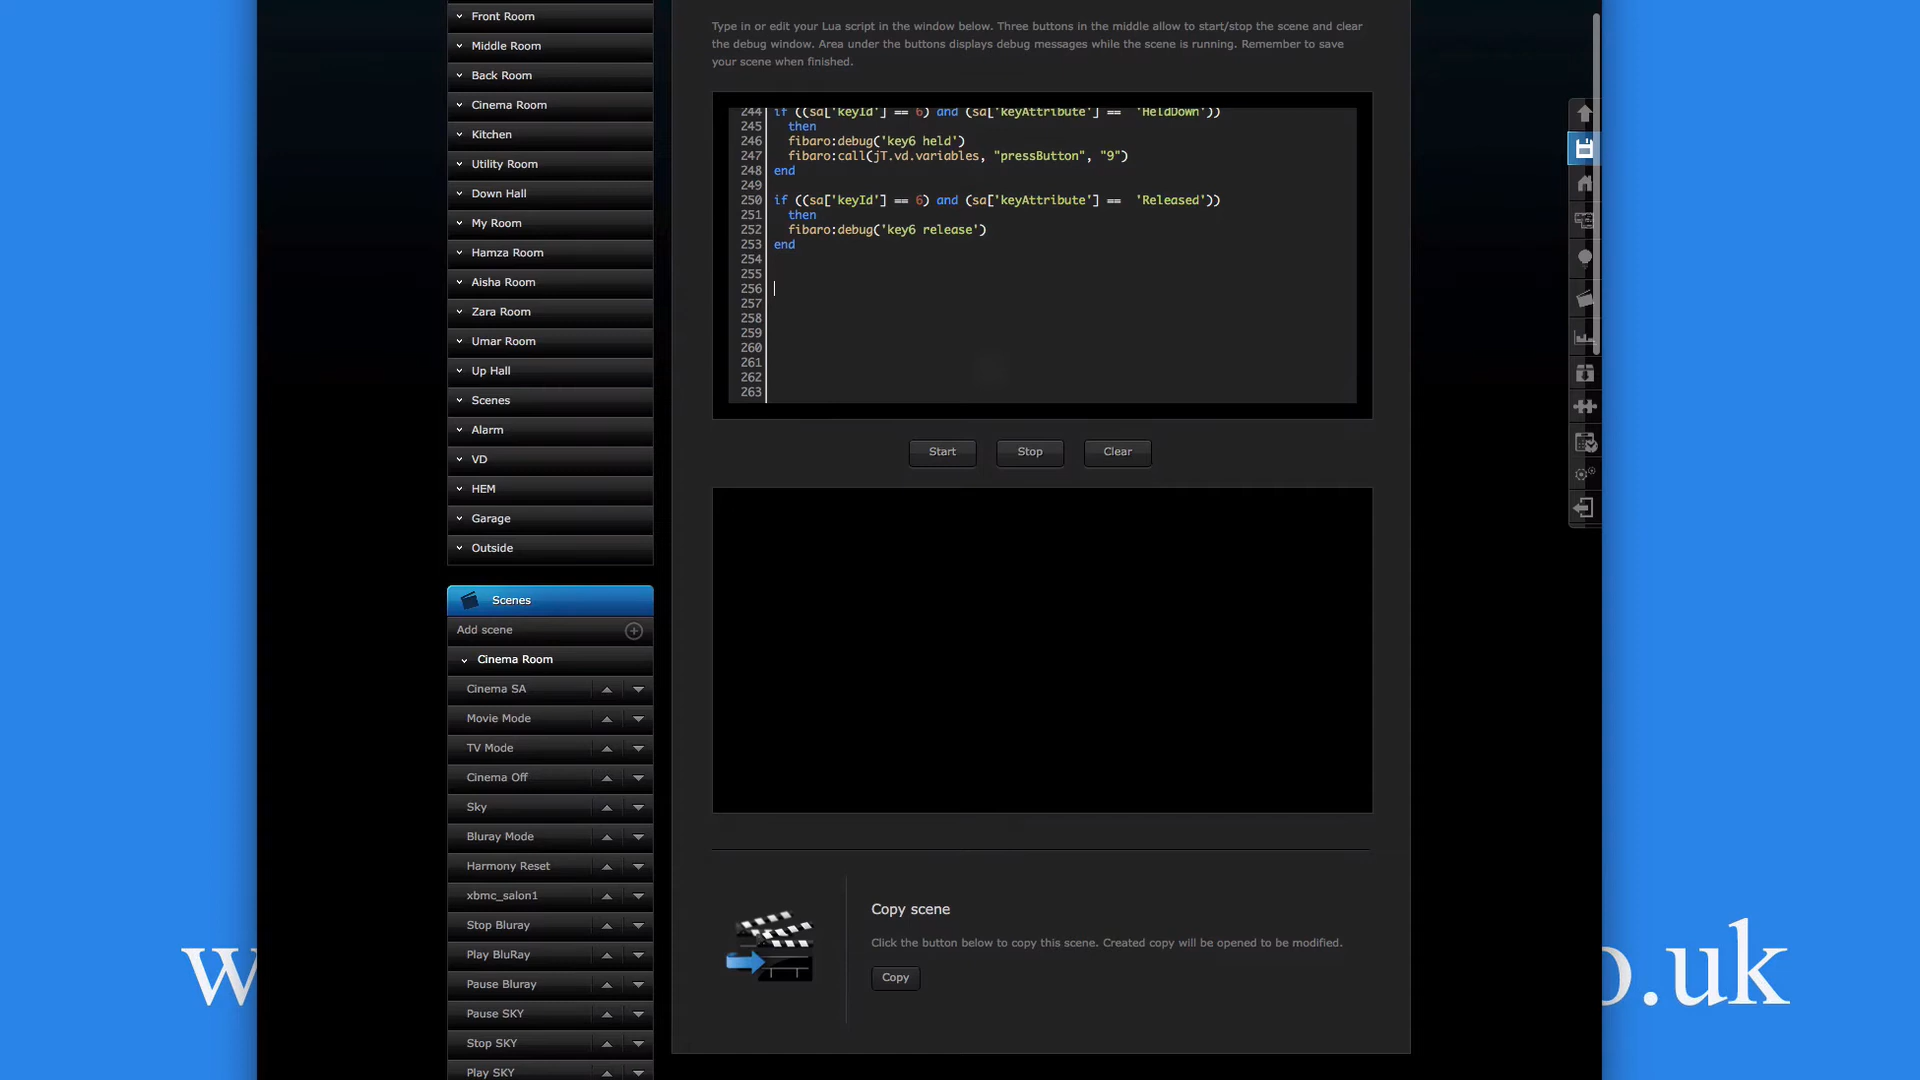 Front Room
Middle Room
Back Room
Cinema Room
Kitchen
Utility Room
Down Hall
My Room
Hamza Room
Aisha Room
Zara Room
Umar Room
Up Hall
Scenes
Alarm
VD
HEM
Garage
Outside
Scenes
Add scene
Cinema Room
Cinema SA
Movie Mode
TV Mode
Cinema Off
Sky
Bluray Mode
Harmony Reset
xbmc_salon1
Stop Bluray
Play BluRay
Pause Bluray
Pause SKY
Stop SKY
Play SKY
Type in or edit your Lua script in the window below. Three buttons in the middle allow to start/stop the scene and clear
the debug window. Area under the buttons displays debug messages while the scene is running. Remember to save
your scene when finished.
244 if ((sa['keyId'] == 6) and (sa['keyAttribute'] == 'HeldDown'))
245 then
246 fibaro:debug('key6 held')
247 fibaro:call(jT.vd.variables, "pressButton", "9")
248 end
249
250 if ((sa['keyId'] == 6) and (sa['keyAttribute'] == 'Released'))
251 then
252 fibaro:debug('key6 release')
253 end
254
255
256
257
258
259
260
261
262
263
Start Stop Clear
Copy scene
Click the button below to copy this scene. Created copy will be opened to be modified.
Copy
w o.uk